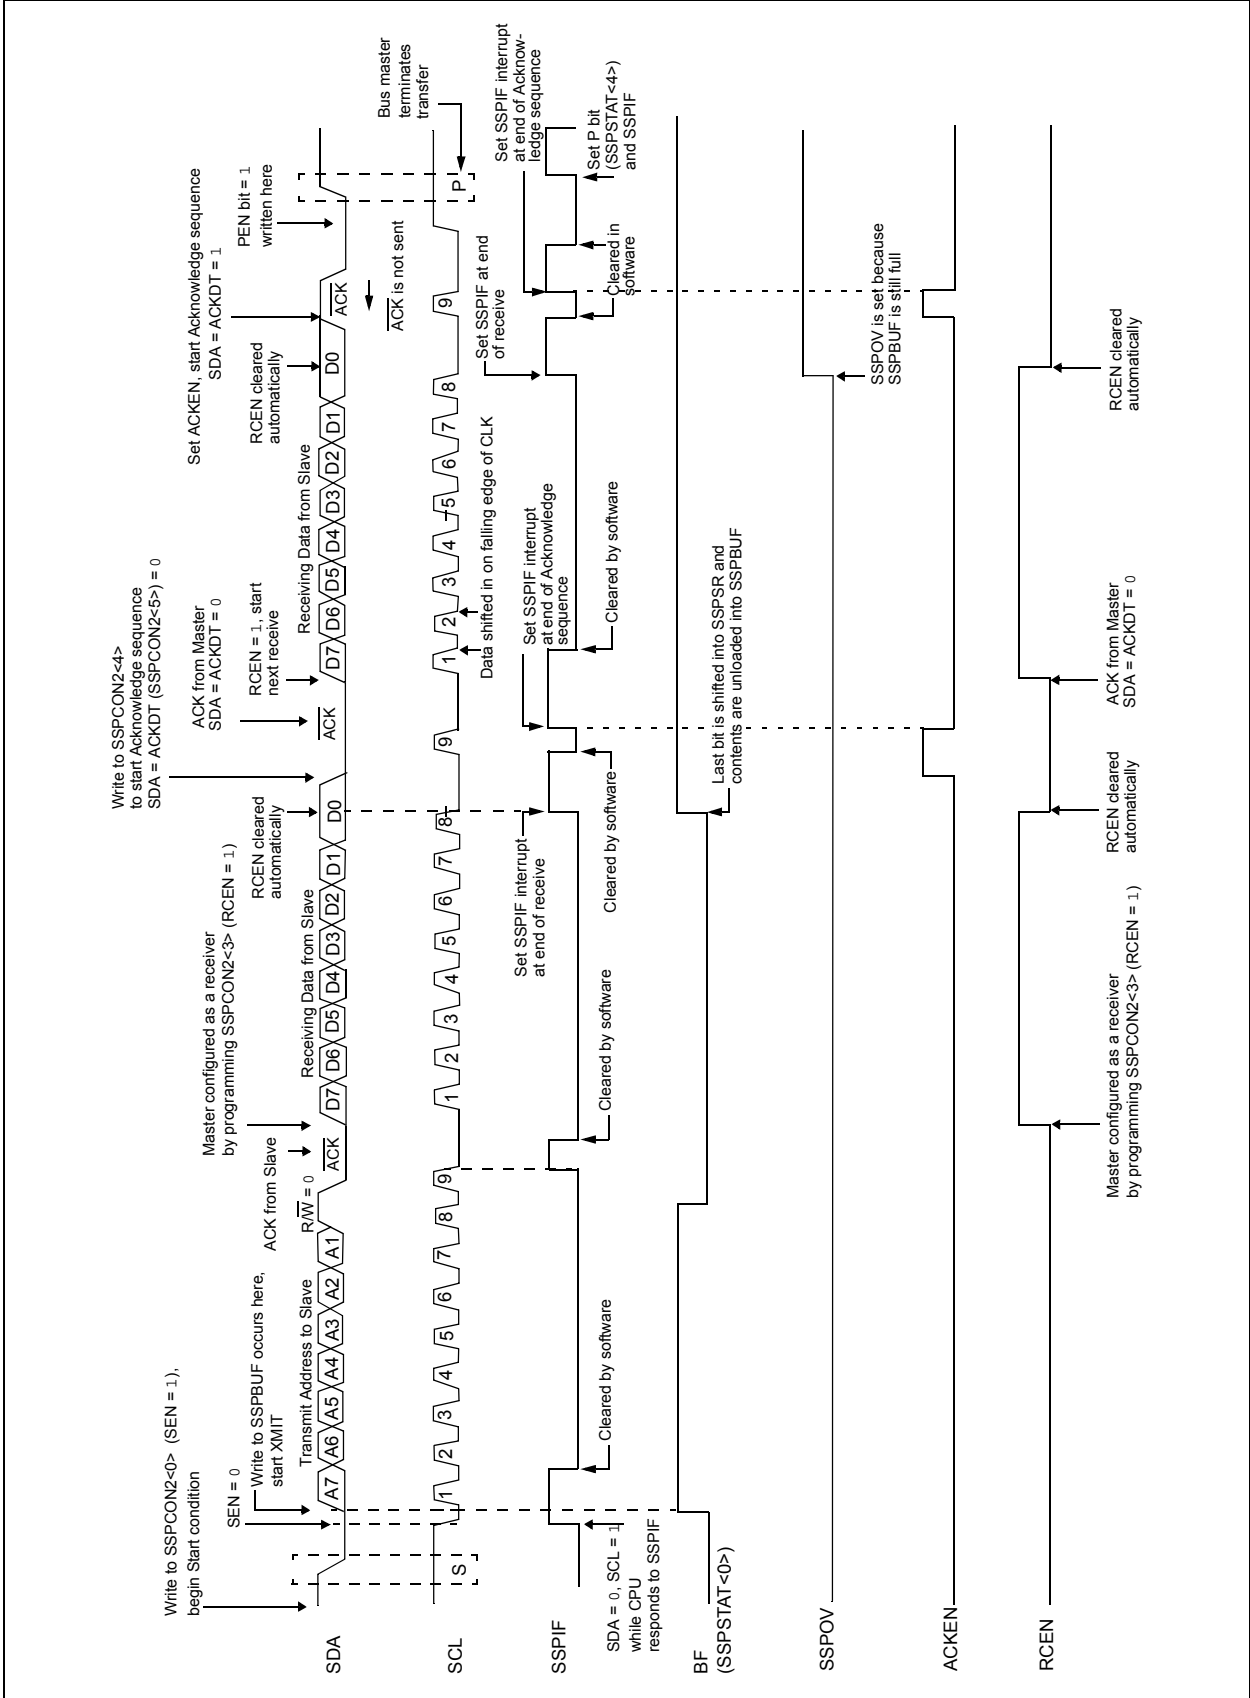 Write to SSPCON2<0> (SEN = 1),
begin Start condition
SEN = 0
Write to SSPBUF occurs here,
start XMIT
Transmit Address to Slave
R/W = 0
ACK from Slave
Master configured as a receiver
by programming SSPCON2<3> (RCEN = 1)
Receiving Data from Slave
RCEN cleared
automatically
Write to SSPCON2<4>
to start Acknowledge sequence
SDA = ACKDT (SSPCON2<5>) = 0
ACK from Master
SDA = ACKDT = 0
RCEN = 1, start
next receive
Receiving Data from Slave
RCEN cleared
automatically
Set ACKEN, start Acknowledge sequence
SDA = ACKDT = 1
PEN bit = 1
written here
SDA
A7 A6 A5 A4 A3 A2 A1
ACK
D7 D6 D5 D4 D3 D2 D1 D0
ACK
D7 D6 D5 D4 D3 D2 D1 D0
ACK
ACK is not sent
Bus master
terminates
transfer
SCL
S
1 2 3 4 5 6 7 8 9
1 2 3 4 5 6 7 8 9
1 2 3 4 5 6 7 8 9
P
Data shifted in on falling edge of CLK
Set SSPIF interrupt
at end of receive
Set SSPIF interrupt
at end of Acknowledge
sequence
Set SSPIF at end
of receive
Set SSPIF interrupt
at end of Acknow-
ledge sequence
SSPIF
SDA = 0, SCL = 1
while CPU
responds to SSPIF
Cleared by software
Cleared by software
Cleared by software
Cleared by software
Cleared by software
Cleared in
software
Set P bit
(SSPSTAT<4>)
and SSPIF
BF
(SSPSTAT<0>)
Last bit is shifted into SSPSR and
contents are unloaded into SSPBUF
SSPOV
SSPOV is set because
SSPBUF is still full
ACKEN
RCEN
Master configured as a receiver
by programming SSPCON2<3> (RCEN = 1)
RCEN cleared
automatically
ACK from Master
SDA = ACKDT = 0
RCEN cleared
automatically